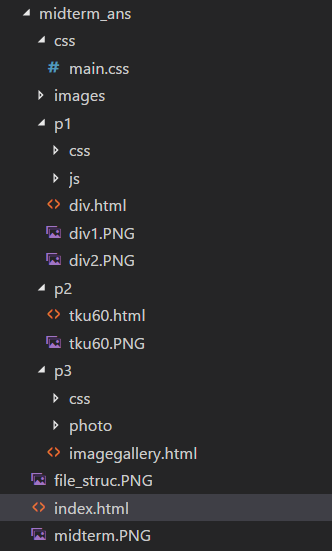 midterm_ans
css
# main.css
images
p1
css
js
<> div.html
div1.PNG
div2.PNG
p2
<> tku60.html
tku60.PNG
p3
css
photo
<> imagegallery.html
file_struc.PNG
<> index.html
midterm.PNG